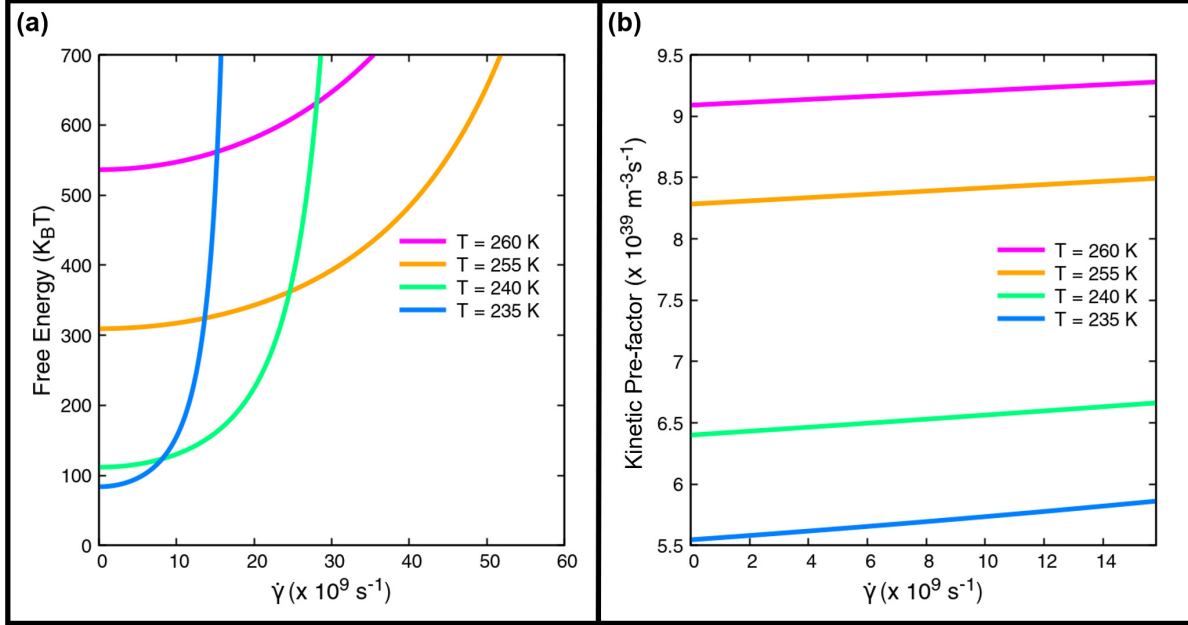 (a)
700
600
500
400
300
200
100
0
Free Energy (K_BT)
T = 260 K
T = 255 K
T = 240 K
T = 235 K
0 10 20 30 40 50 60
γ̇ (x 10⁹ s⁻¹)
(b)
9.5
9
8.5
8
7.5
7
6.5
6
5.5
Kinetic Pre-factor (x 10³⁹ m⁻³s⁻¹)
T = 260 K
T = 255 K
T = 240 K
T = 235 K
0 2 4 6 8 10 12 14
γ̇ (x 10⁹ s⁻¹)